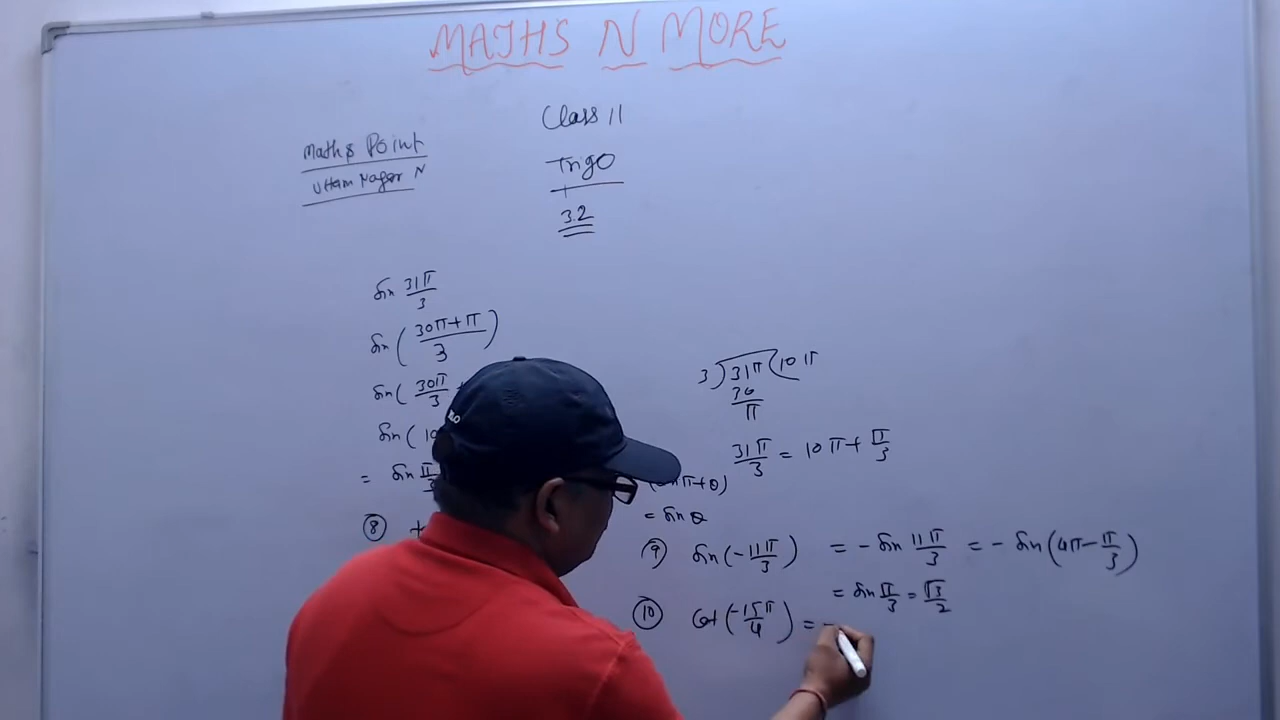 MATHS N MORE
Class 11
Maths Point
Uttam Nagar N
Trigo
3.2
sin 31π/3
sin (30π+π/3)
sin (30π/3
sin (10
= sin π/3
⑧
3)31π(10π
30
π
31π/3 = 10π + π/3
π+θ)
= sin θ
⑨ sin(-11π/3) = - sin 11π/3 = - sin(4π - π/3)
= sin π/3 = √3/2
⑩ Cot(-15π/4) = -